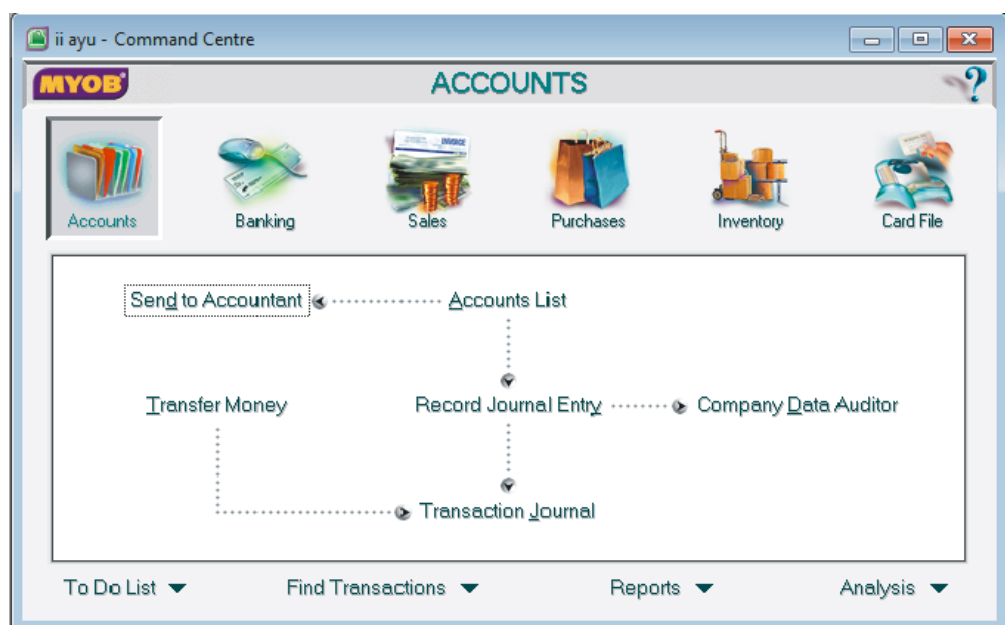 ii ayu - Command Centre
MYOB ACCOUNTS ?
Accounts Banking Sales Purchases Inventory Card File
Send to Accountant Accounts List
Transfer Money Record Journal Entry Company Data Auditor
Transaction Journal
To Do List Find Transactions Reports Analysis